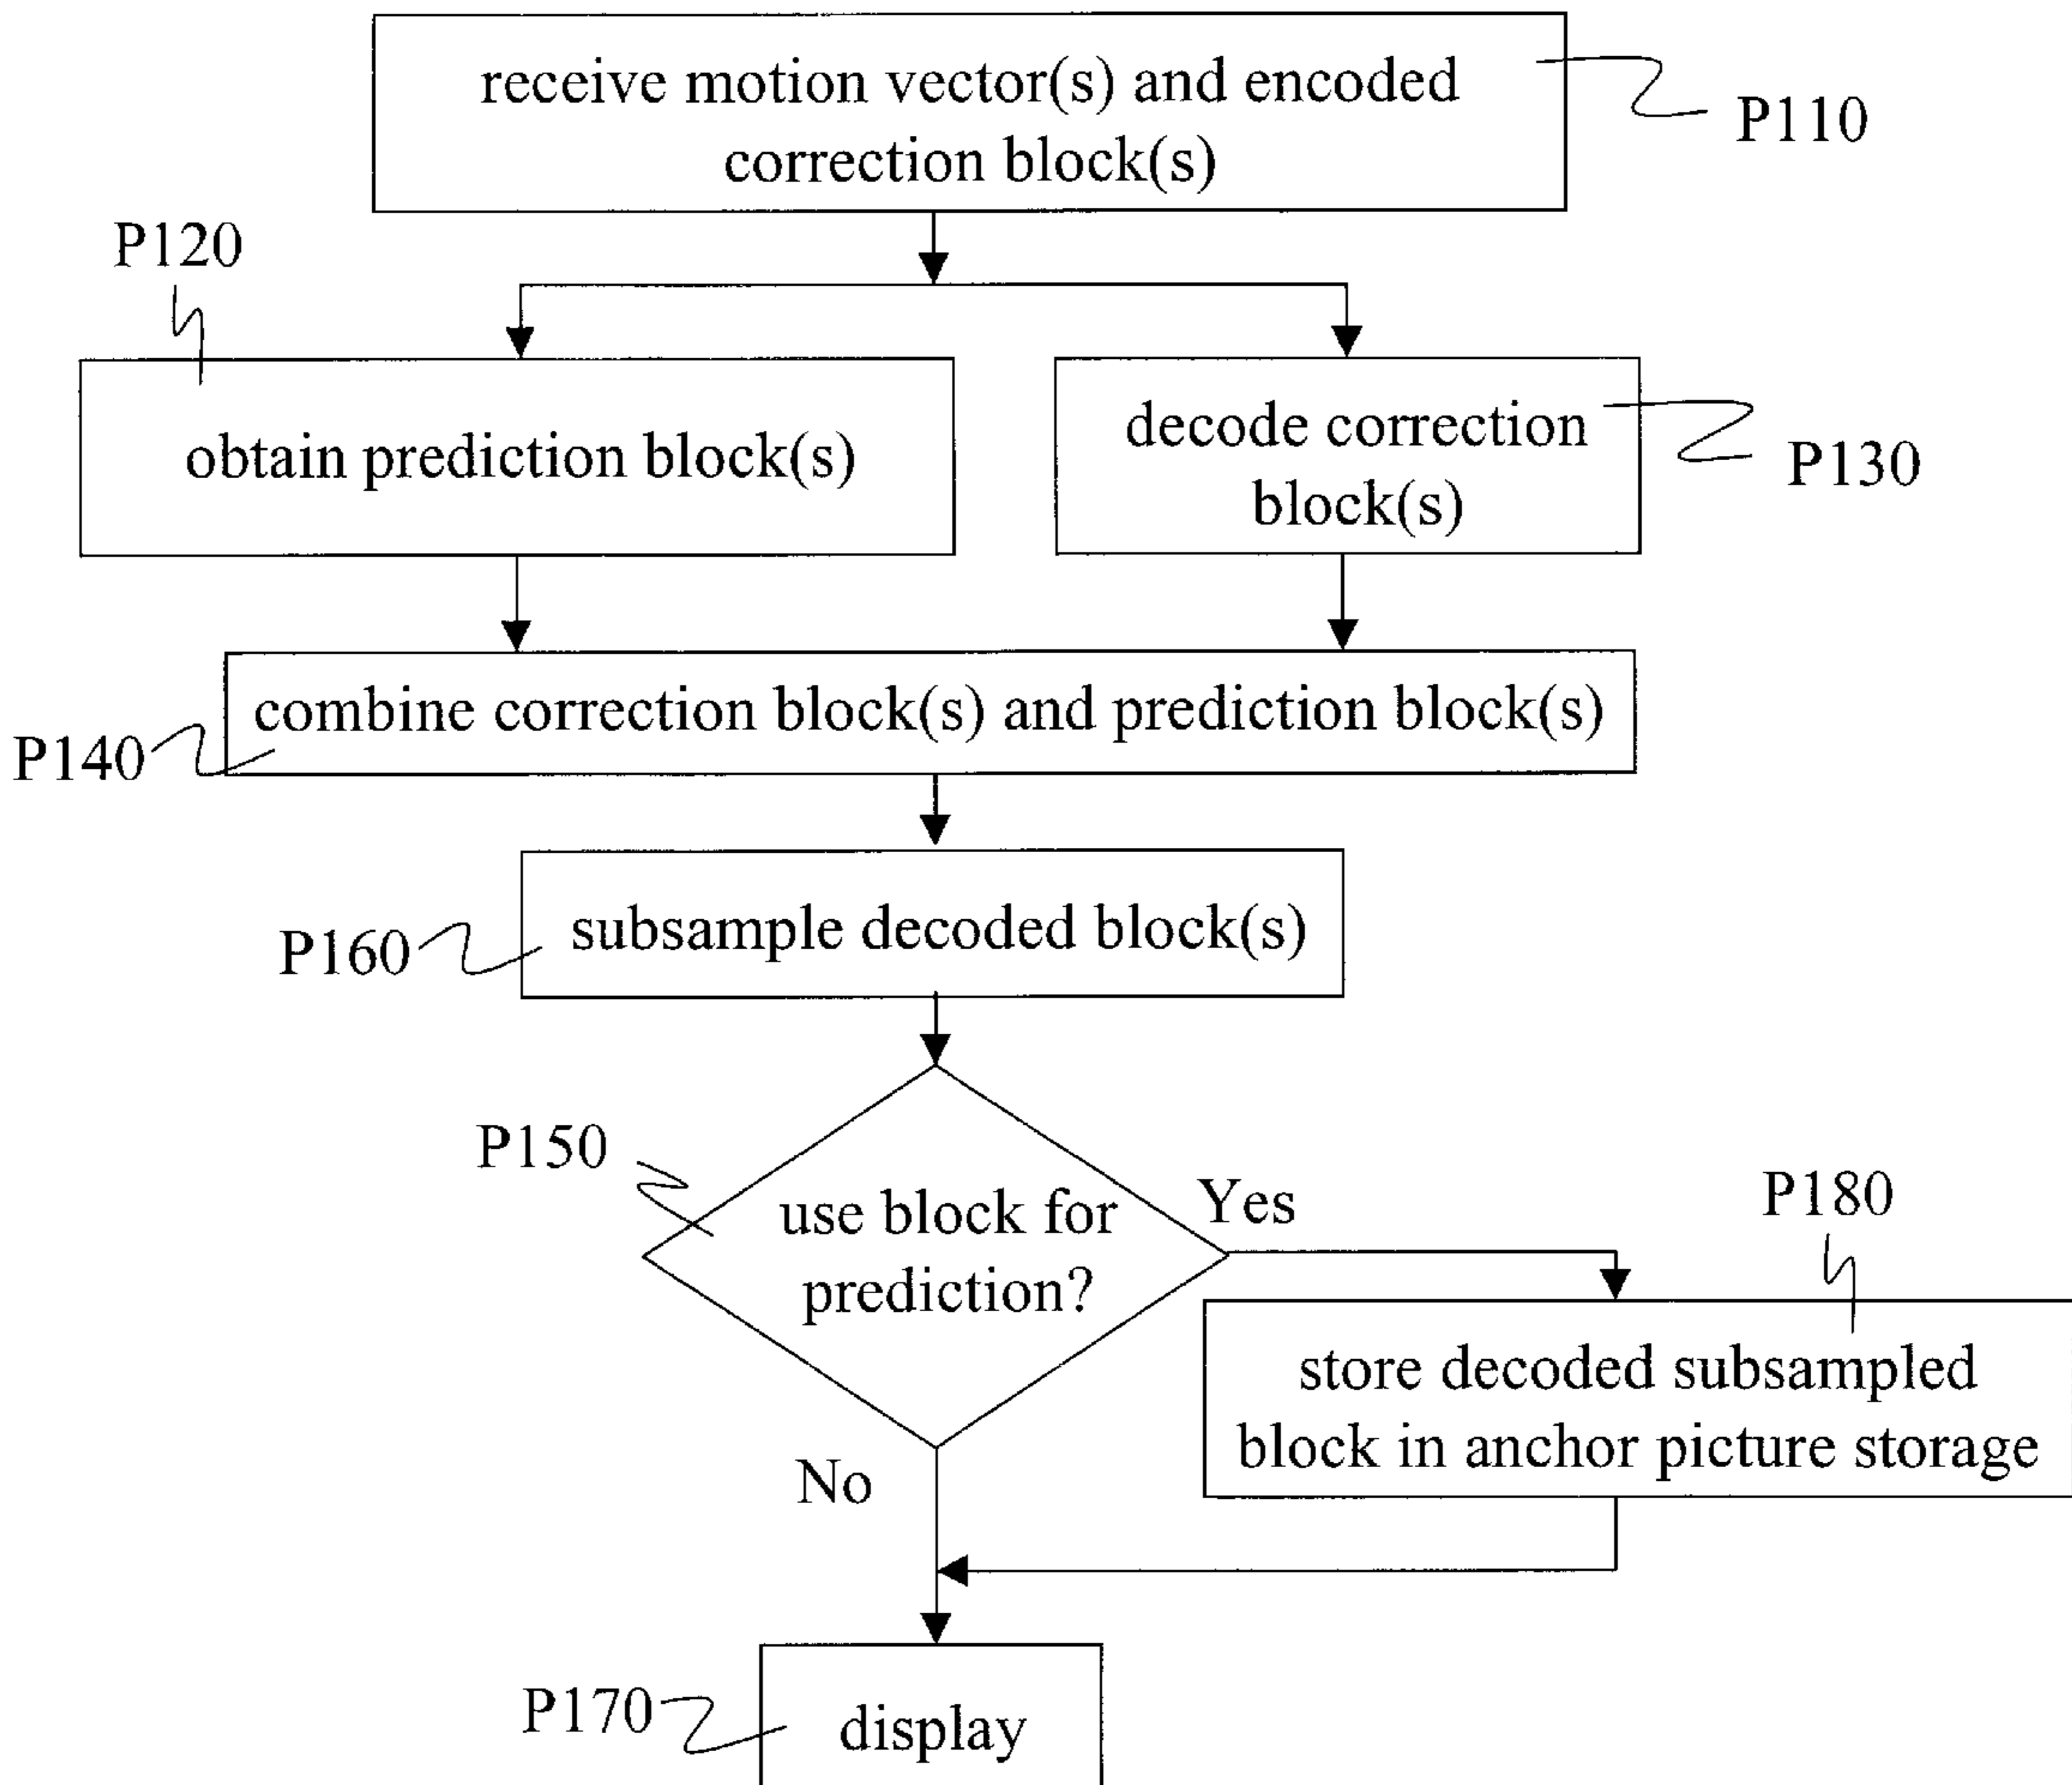 receive motion vector(s) and encoded
correction block(s)
P110
P120
obtain prediction block(s)
decode correction
block(s)
P130
combine correction block(s) and prediction block(s)
P140
subsample decoded block(s)
P160
P150
use block for
prediction?
Yes
P180
store decoded subsampled
block in anchor picture storage
No
P170
display